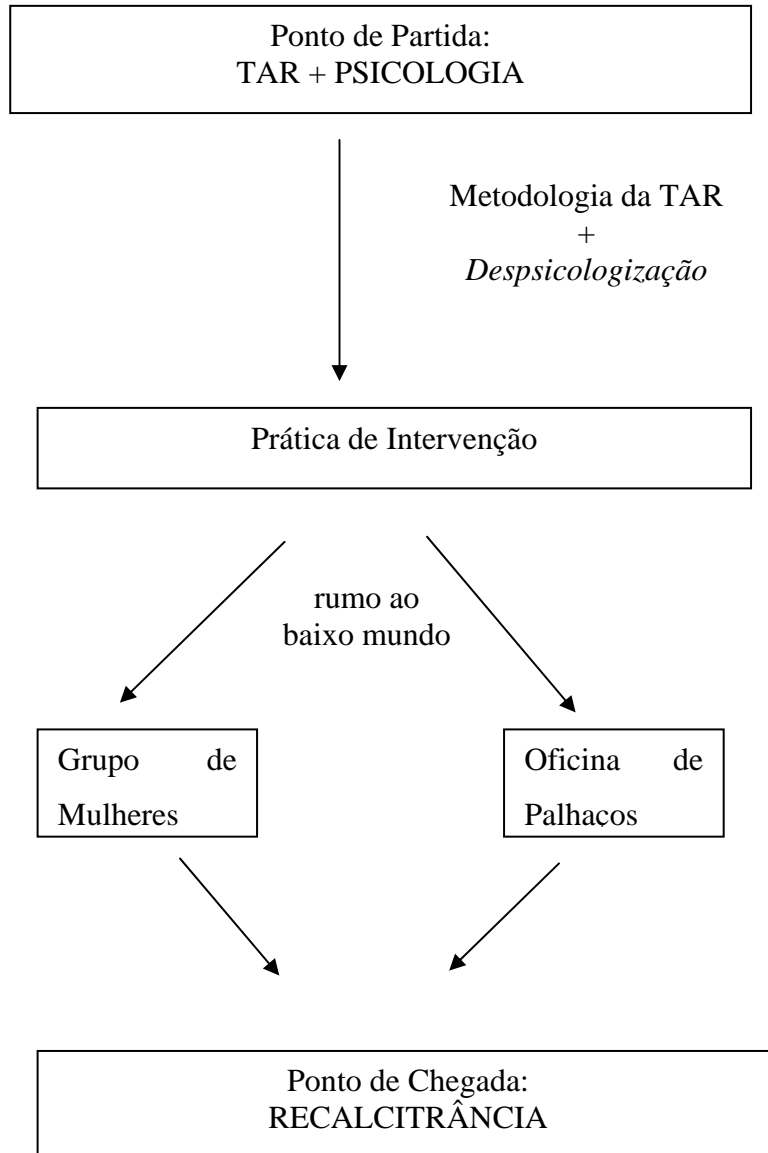 Ponto de Partida:
TAR + PSICOLOGIA
Metodologia da TAR
+
Despsicologização
Prática de Intervenção
rumo ao
baixo mundo
Grupo de
Mulheres
Oficina de
Palhaços
Ponto de Chegada:
RECALCITRÂNCIA